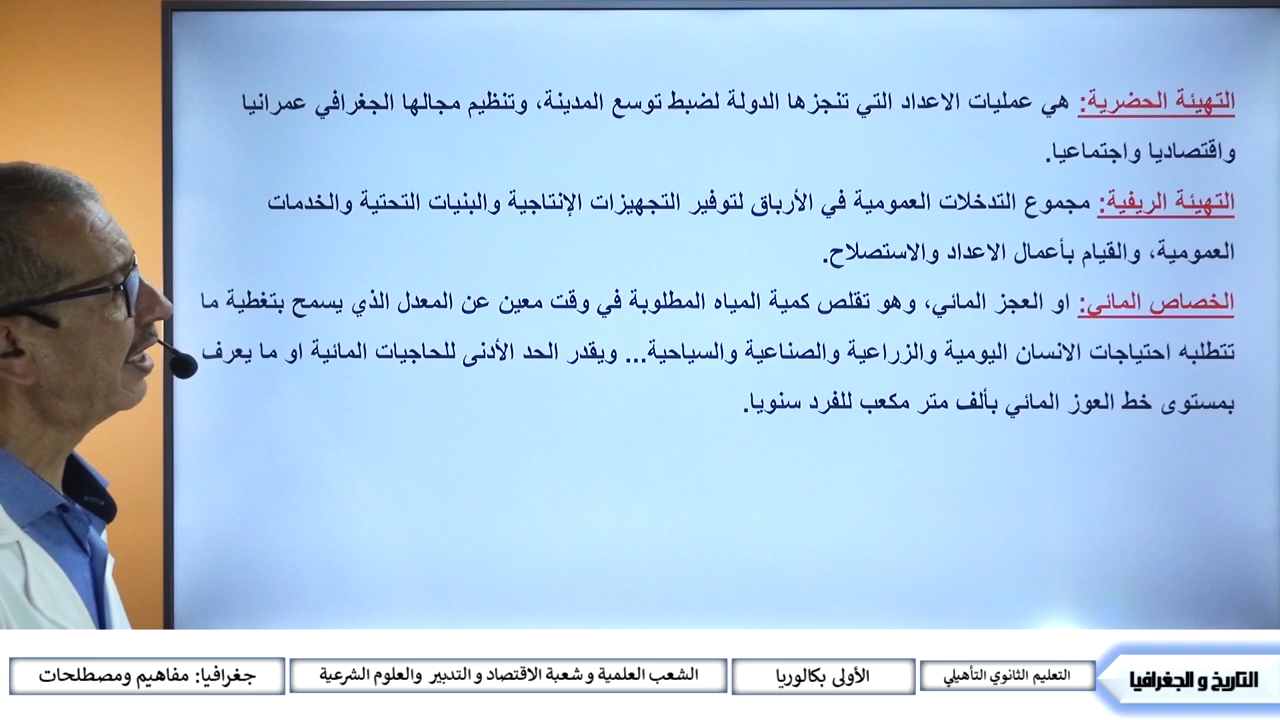 التهيئة الحضرية: هي عمليات الاعداد التي تنجزها الدولة لضبط توسع المدينة، وتنظيم مجالها الجغرافي عمرانيا
واقتصاديا واجتماعيا.
التهيئة الريفية: مجموع التدخلات العمومية في الأرباق لتوفير التجهيزات الإنتاجية والبنيات التحتية والخدمات
العمومية، والقيام بأعمال الاعداد والاستصلاح.
الخصاص المائي: او العجز المائي، وهو تقلص كمية المياه المطلوبة في وقت معين عن المعدل الذي يسمح بتغطية ما
تتطلبه احتياجات الانسان اليومية والزراعية والصناعية والسياحية... ويقدر الحد الأدنى للحاجيات المائية او ما يعرف
بمستوى خط العوز المائي بألف متر مكعب للفرد سنويا.
التاريخ و الجغرافيا
التعليم الثانوي التأهيلي
الأولى بكالوريا
الشعب العلمية و شعبة الاقتصاد و التدبير والعلوم الشرعية
جغرافيا: مفاهيم ومصطلحات